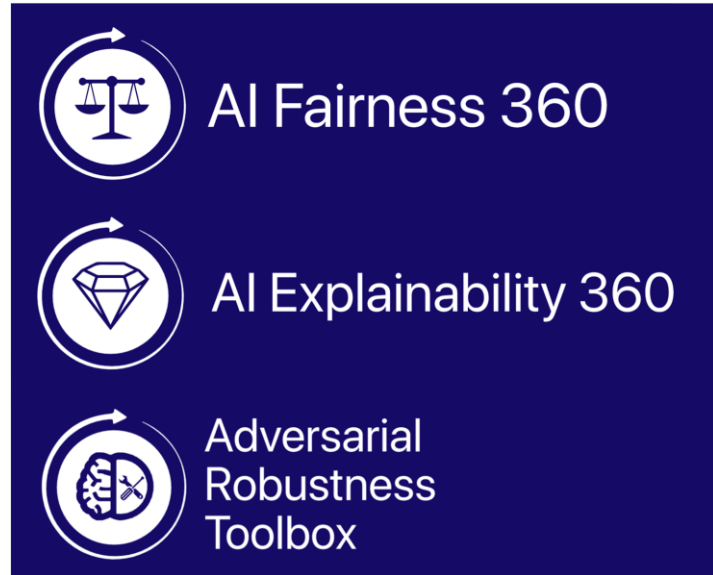 AI Fairness 360
AI Explainability 360
Adversarial
Robustness
Toolbox